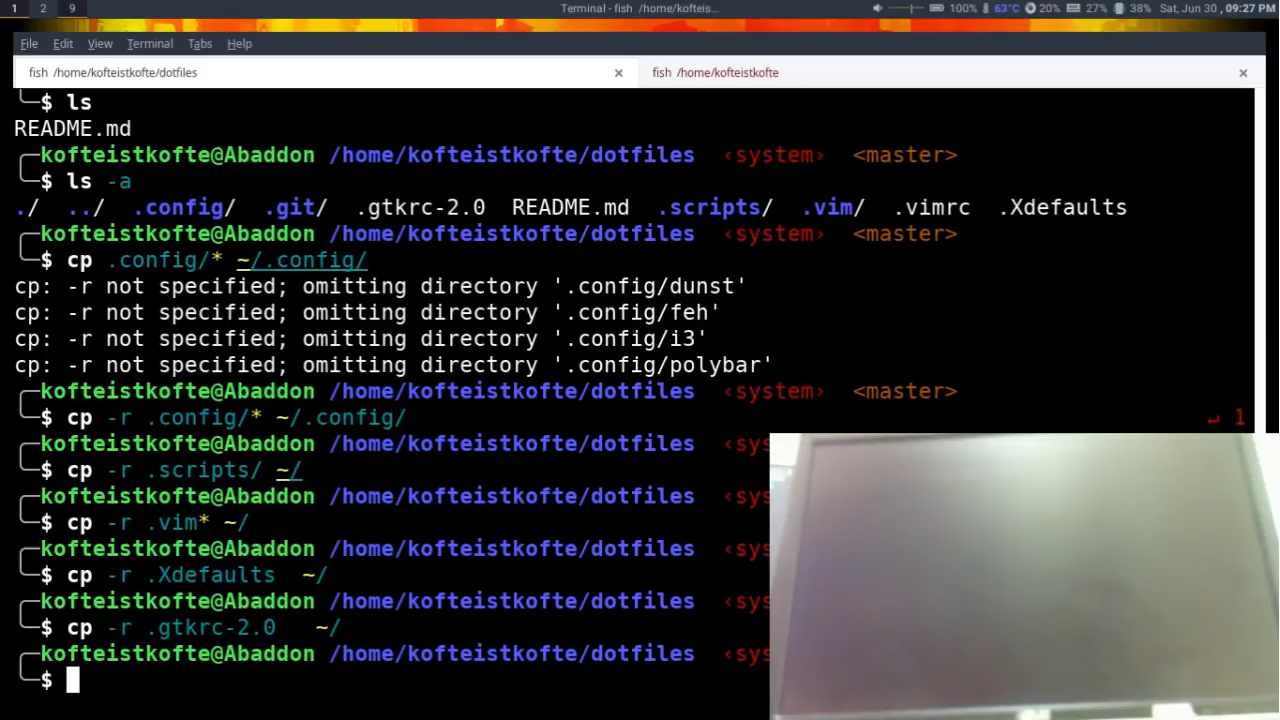 1 2 9 Terminal - fish /home/kofteis... 100% 63°C 20% 27% 38% Sat, Jun 30 , 09:27 PM
File Edit View Terminal Tabs Help
fish /home/kofteistkofte/dotfiles × fish /home/kofteistkofte ×
$ ls
README.md
kofteistkofte@Abaddon /home/kofteistkofte/dotfiles ‹system› <master>
$ ls -a
./ ../ .config/ .git/ .gtkrc-2.0 README.md .scripts/ .vim/ .vimrc .Xdefaults
kofteistkofte@Abaddon /home/kofteistkofte/dotfiles ‹system› <master>
$ cp .config/* ~/.config/
cp: -r not specified; omitting directory '.config/dunst'
cp: -r not specified; omitting directory '.config/feh'
cp: -r not specified; omitting directory '.config/i3'
cp: -r not specified; omitting directory '.config/polybar'
kofteistkofte@Abaddon /home/kofteistkofte/dotfiles ‹system› <master>
$ cp -r .config/* ~/.config/ ↵ 1
kofteistkofte@Abaddon /home/kofteistkofte/dotfiles ‹sys
$ cp -r .scripts/ ~/
kofteistkofte@Abaddon /home/kofteistkofte/dotfiles ‹sys
$ cp -r .vim* ~/
kofteistkofte@Abaddon /home/kofteistkofte/dotfiles ‹sys
$ cp -r .Xdefaults ~/
kofteistkofte@Abaddon /home/kofteistkofte/dotfiles ‹sys
$ cp -r .gtkrc-2.0 ~/
kofteistkofte@Abaddon /home/kofteistkofte/dotfiles ‹sys
$